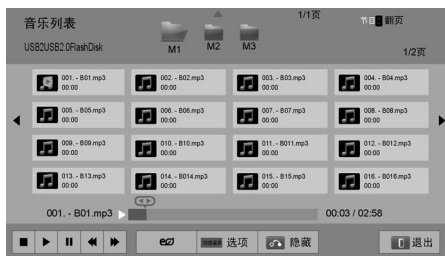 音乐列表
1/1页
节目 翻页
USB2USB2.0FlashDisk
M1 M2 M3
1/2页
001. - B01.mp3
00:00
002. - B02.mp3
00:00
003. - B03.mp3
00:00
004. - B04.mp3
00:00
005. - B05.mp3
00:00
006. - B06.mp3
00:00
007. - B07.mp3
00:00
008. - B08.mp3
00:00
009. - B09.mp3
00:00
010. - B10.mp3
00:00
011. - B011.mp3
00:00
012. - B012.mp3
00:00
013. - B13.mp3
00:00
014. - B014.mp3
00:00
015. - B15.mp3
00:00
016. - B016.mp3
00:00
001. - B01.mp3
00:03 / 02:58
选项
隐藏
退出